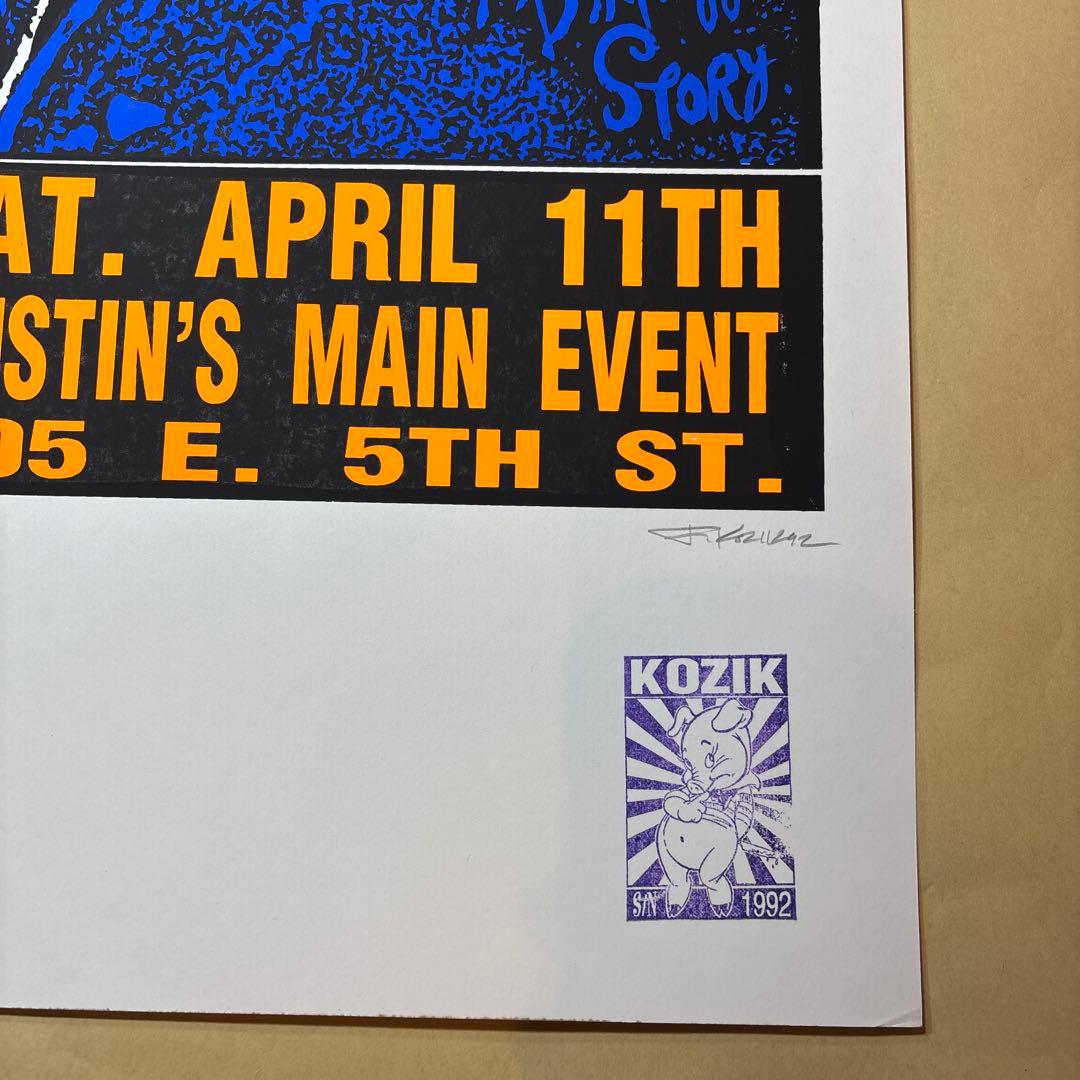 STORY
AT. APRIL 11TH
USTIN'S MAIN EVENT
05 E. 5TH ST.
KOZIK
S/N 1992